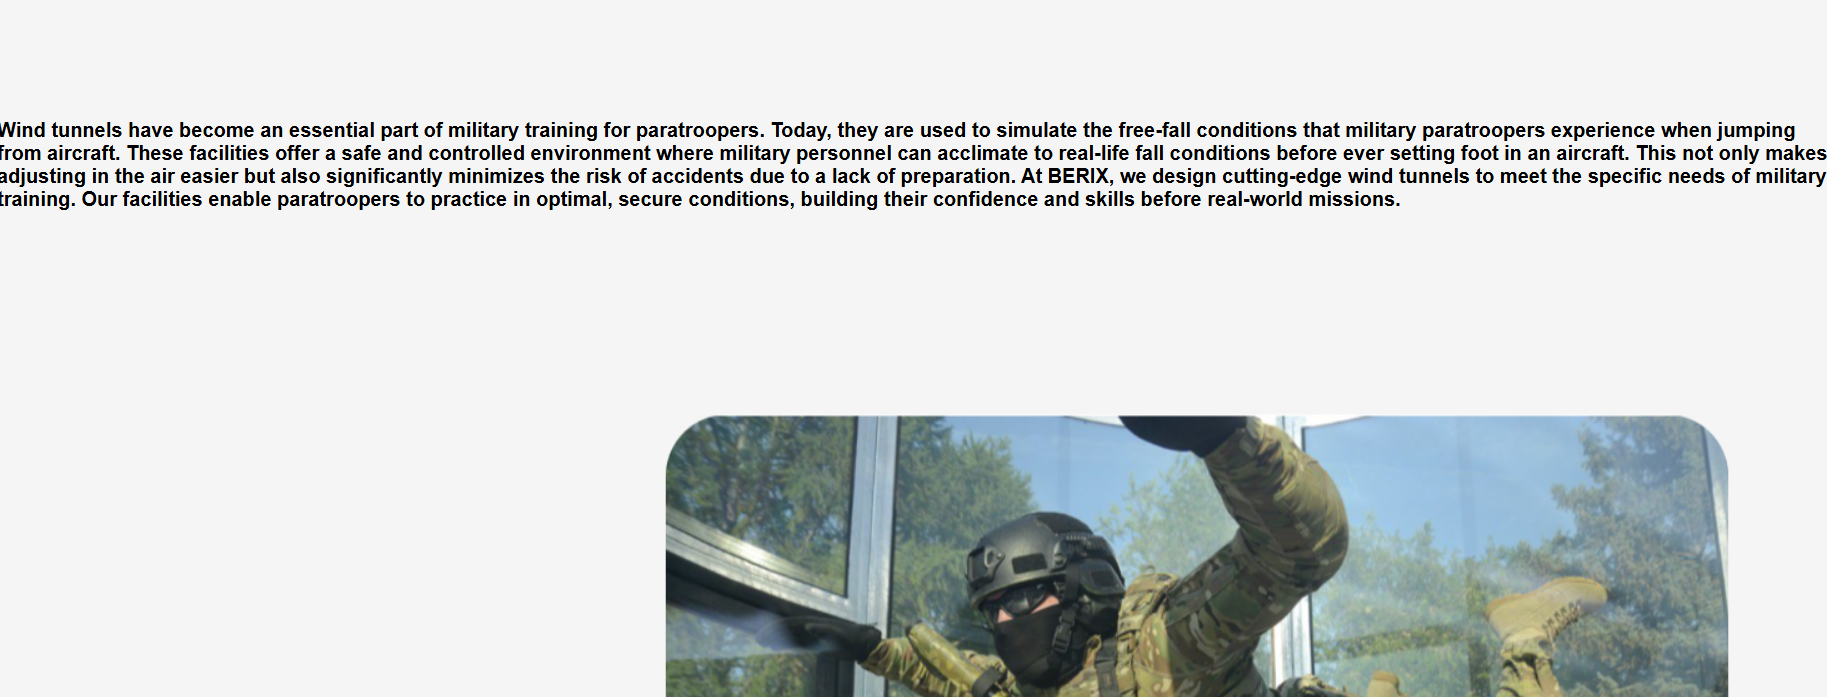 Wind tunnels have become an essential part of military training for paratroopers. Today, they are used to simulate the free-fall conditions that military paratroopers experience when jumping
from aircraft. These facilities offer a safe and controlled environment where military personnel can acclimate to real-life fall conditions before ever setting foot in an aircraft. This not only makes
adjusting in the air easier but also significantly minimizes the risk of accidents due to a lack of preparation. At BERIX, we design cutting-edge wind tunnels to meet the specific needs of military
training. Our facilities enable paratroopers to practice in optimal, secure conditions, building their confidence and skills before real-world missions.